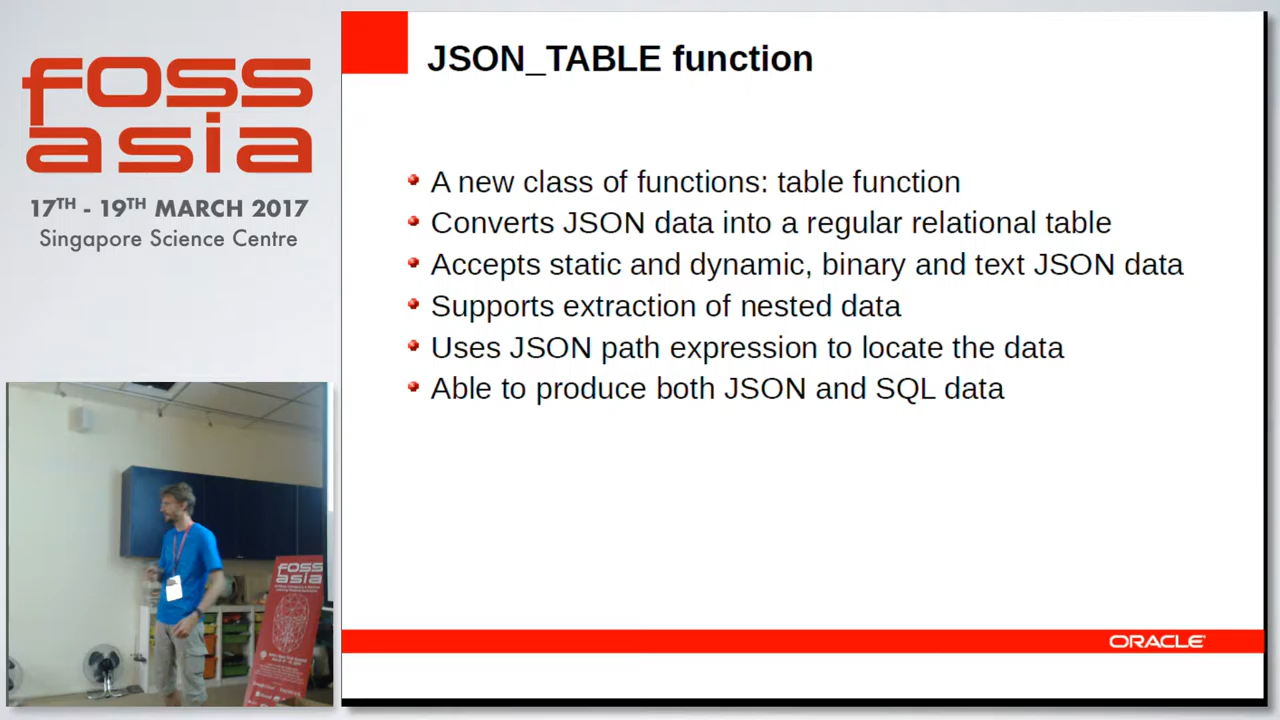 foss
asia
17TH - 19TH MARCH 2017
Singapore Science Centre
JSON_TABLE function
A new class of functions: table function
Converts JSON data into a regular relational table
Accepts static and dynamic, binary and text JSON data
Supports extraction of nested data
Uses JSON path expression to locate the data
Able to produce both JSON and SQL data
foss
asia
ORACLE